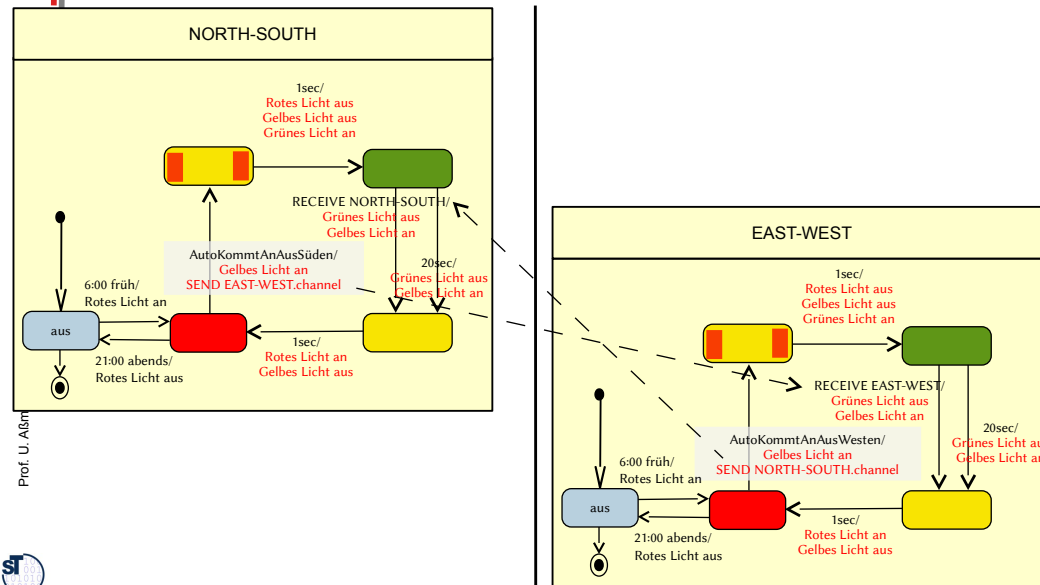 NORTH-SOUTH
1sec/
Rotes Licht aus
Gelbes Licht aus
Grünes Licht an
RECEIVE NORTH-SOUTH/
Grünes Licht aus
Gelbes Licht an
AutoKommtAnAusSüden/
Gelbes Licht an
SEND EAST-WEST.channel
20sec/
Grünes Licht aus
Gelbes Licht an
6:00 früh/
Rotes Licht an
aus
21:00 abends/
Rotes Licht aus
1sec/
Rotes Licht an
Gelbes Licht aus
EAST-WEST
1sec/
Rotes Licht aus
Gelbes Licht aus
Grünes Licht an
RECEIVE EAST-WEST/
Grünes Licht aus
Gelbes Licht an
AutoKommtAnAusWesten/
Gelbes Licht an
SEND NORTH-SOUTH.channel
20sec/
Grünes Licht au
Gelbes Licht an
6:00 früh/
Rotes Licht an
aus
21:00 abends/
Rotes Licht aus
1sec/
Rotes Licht an
Gelbes Licht aus
Prof. U. Aßm
ST